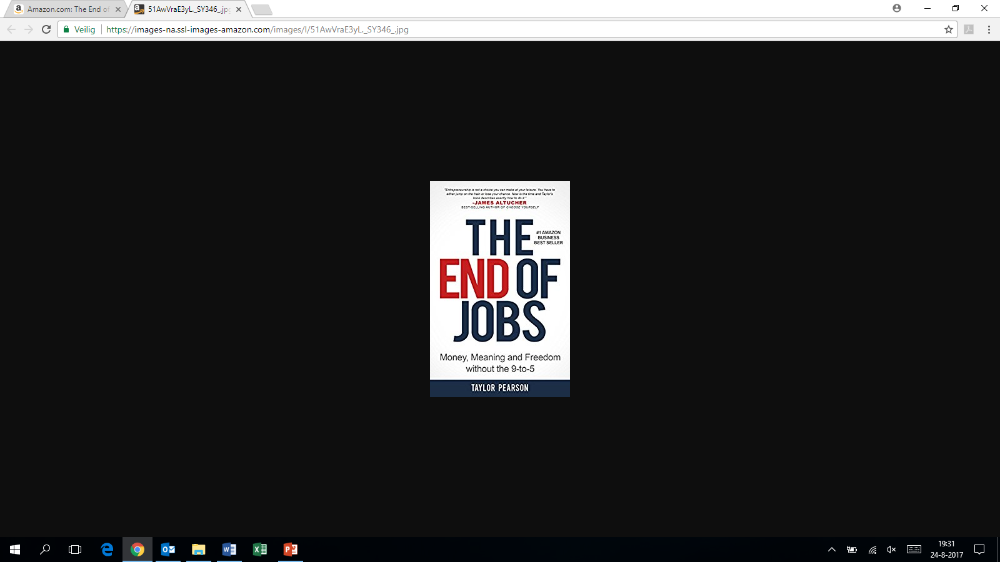 Amazon.com: The End of
51AwVraE3yL._SY346_.jpg
Veilig
https://images-na.ssl-images-amazon.com/images/I/51AwVraE3yL._SY346_.jpg
"Entrepreneurship is not a choice you can make at your leisure. You have to
either jump on the train or lose your chance. Now is the time and Taylor's
book describes exactly how to do it."
-JAMES ALTUCHER
BEST-SELLING AUTHOR OF CHOOSE YOURSELF
THE
#1 AMAZON
BUSINESS
BEST SELLER
END OF
JOBS
Money, Meaning and Freedom
without the 9-to-5
TAYLOR PEARSON
19:31
24-8-2017